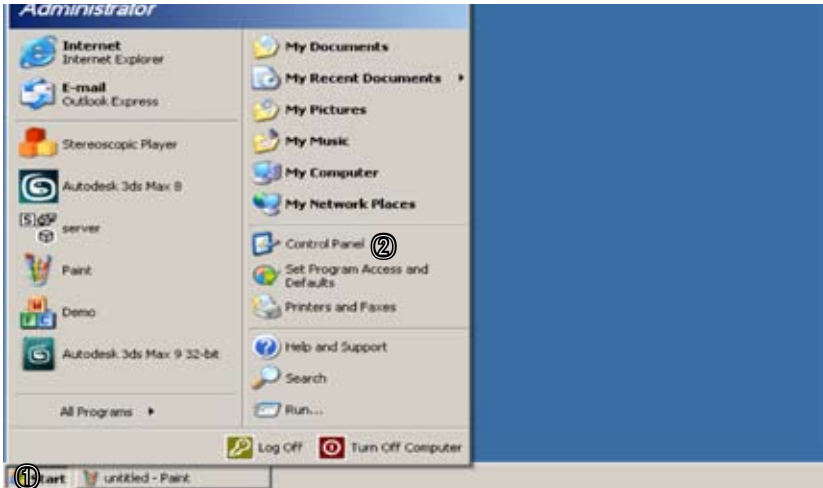 Administrator
Internet
Internet Explorer
E-mail
Outlook Express
Stereoscopic Player
Autodesk 3ds Max 8
server
Paint
Demo
Autodesk 3ds Max 9 32-bit
All Programs
My Documents
My Recent Documents
My Pictures
My Music
My Computer
My Network Places
Control Panel ②
Set Program Access and
Defaults
Printers and Faxes
Help and Support
Search
Run...
Log Off Turn Off Computer
① tart untitled - Paint